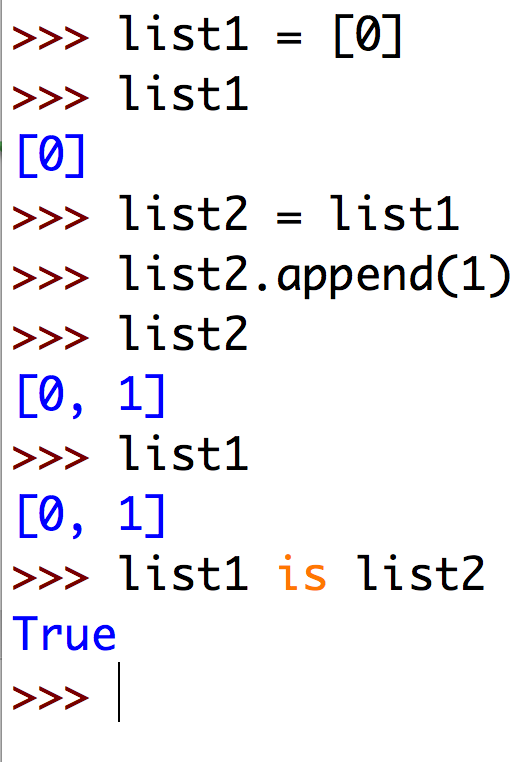 >>> list1 = [0]
>>> list1
[0]
>>> list2 = list1
>>> list2.append(1)
>>> list2
[0, 1]
>>> list1
[0, 1]
>>> list1 is list2
True
>>>